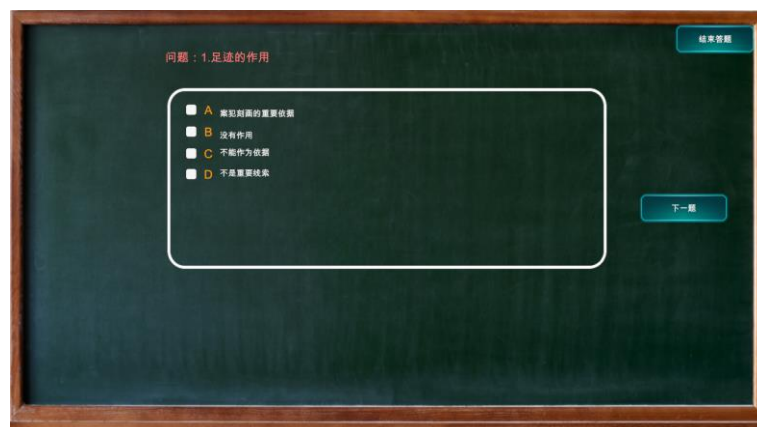 结束答题
问题：1.足迹的作用
A 案犯刻画的重要依据
B 没有作用
C 不能作为依据
D 不是重要线索
下一题